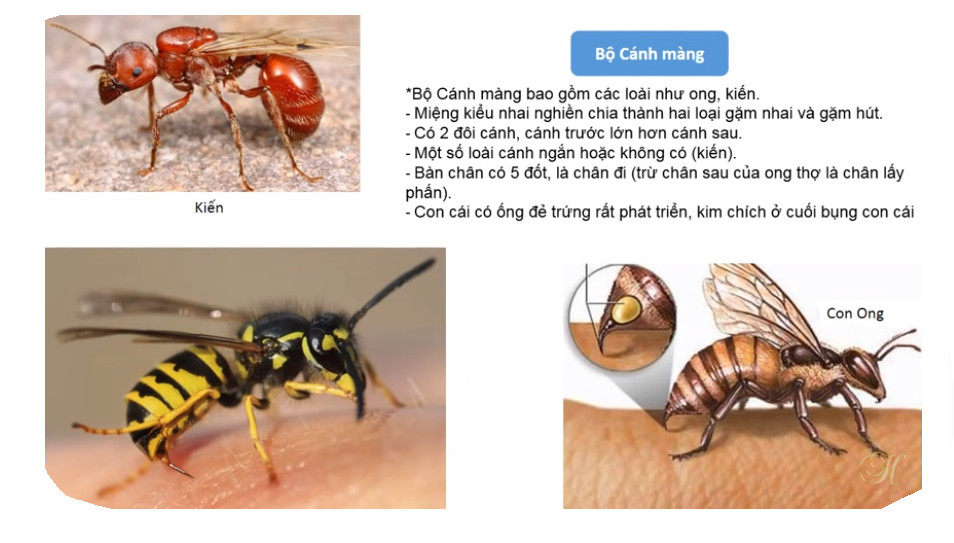 Bộ Cánh màng
*Bộ Cánh màng bao gồm các loài như ong, kiến.
- Miệng kiểu nhai nghiền chia thành hai loại gặm nhai và gặm hút.
- Có 2 đôi cánh, cánh trước lớn hơn cánh sau.
- Một số loài cánh ngắn hoặc không có (kiến).
- Bàn chân có 5 đốt, là chân đi (trừ chân sau của ong thợ là chân lấy
phấn).
- Con cái có ống đẻ trứng rất phát triển, kim chích ở cuối bụng con cái
Kiến
Con Ong